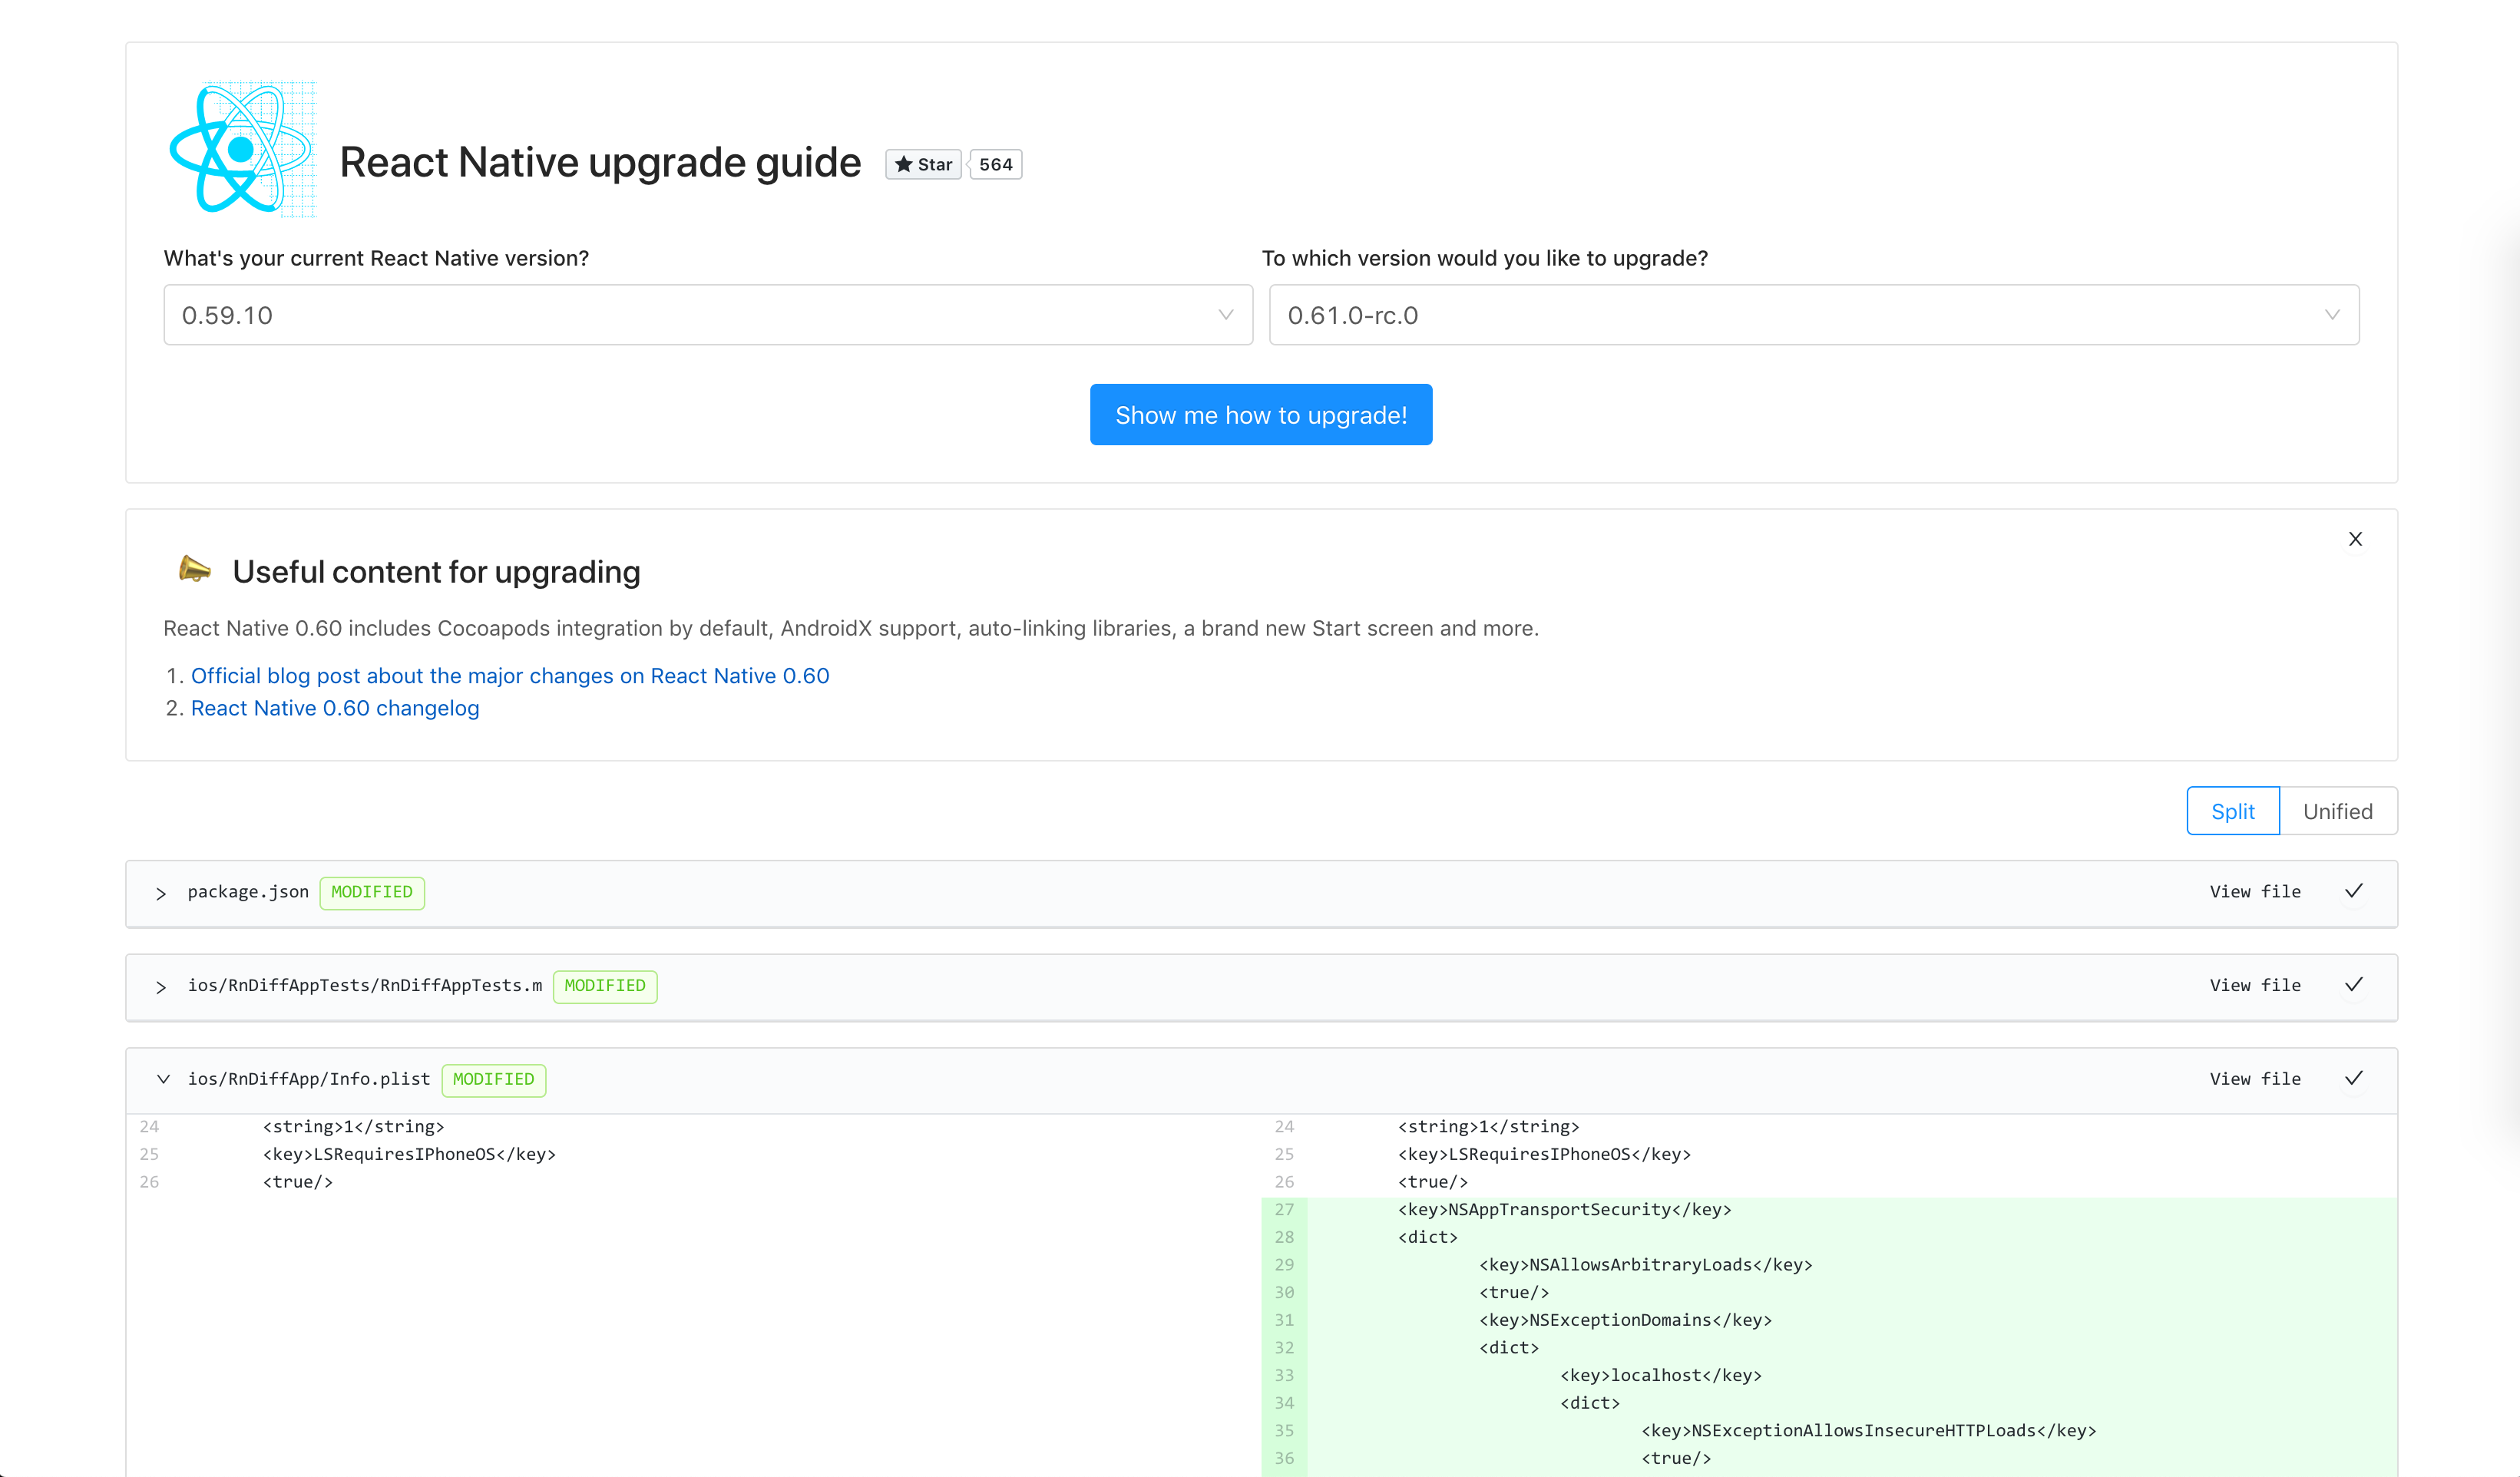 React Native upgrade guide
Star 564
What's your current React Native version? To which version would you like to upgrade?
0.59.10 0.61.0-rc.0
Show me how to upgrade!
X
Useful content for upgrading
React Native 0.60 includes Cocoapods integration by default, AndroidX support, auto-linking libraries, a brand new Start screen and more.
1. Official blog post about the major changes on React Native 0.60
2. React Native 0.60 changelog
Split Unified
package.json MODIFIED View file
ios/RnDiffAppTests/RnDiffAppTests.m MODIFIED View file
ios/RnDiffApp/Info.plist MODIFIED View file
24 <string>1</string> 24 <string>1</string>
25 <key>LSRequiresIPhoneOS</key> 25 <key>LSRequiresIPhoneOS</key>
26 <true/> 26 <true/>
27 <key>NSAppTransportSecurity</key>
28 <dict>
29 <key>NSAllowsArbitraryLoads</key>
30 <true/>
31 <key>NSExceptionDomains</key>
32 <dict>
33 <key>localhost</key>
34 <dict>
35 <key>NSExceptionAllowsInsecureHTTPLoads</key>
36 <true/>